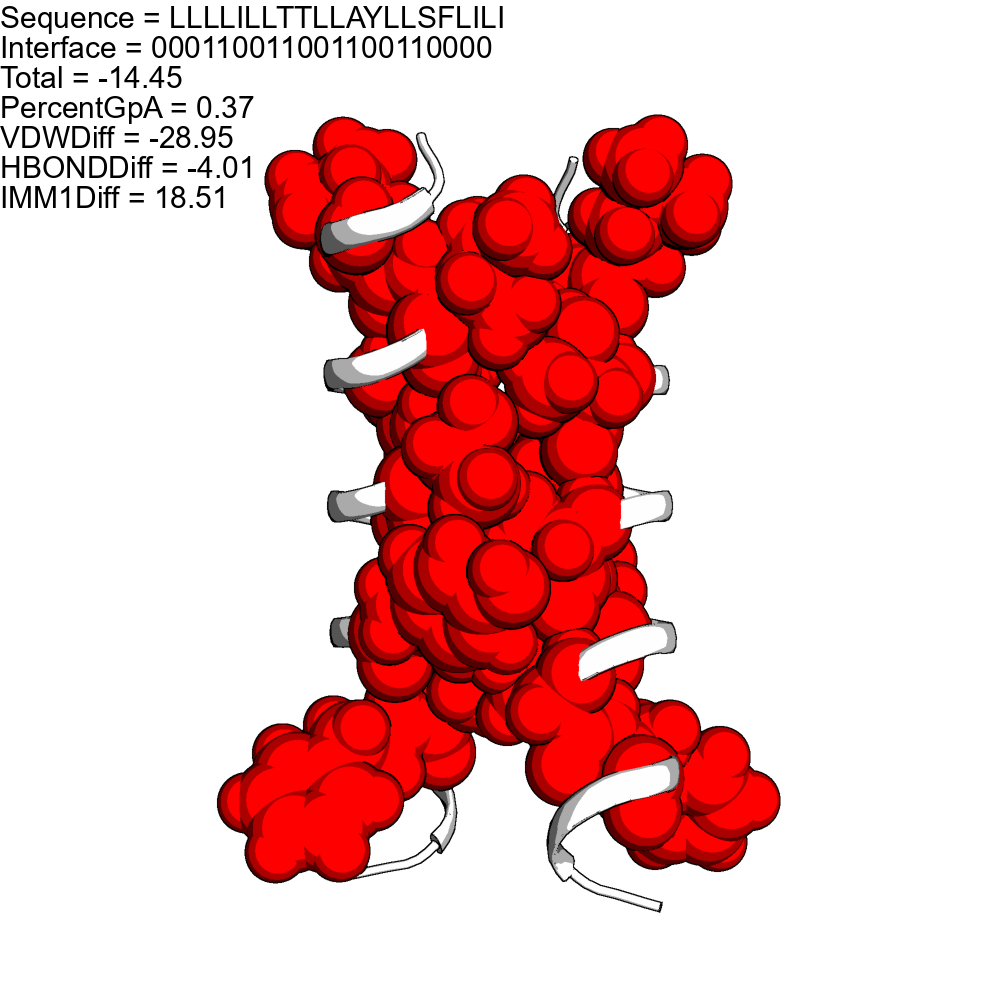 Sequence = LLLLILLTTLLAYLLSFLILI
Interface = 000110011001100110000
Total = -14.45
PercentGpA = 0.37
VDWDiff = -28.95
HBONDDiff = -4.01
IMM1Diff = 18.51